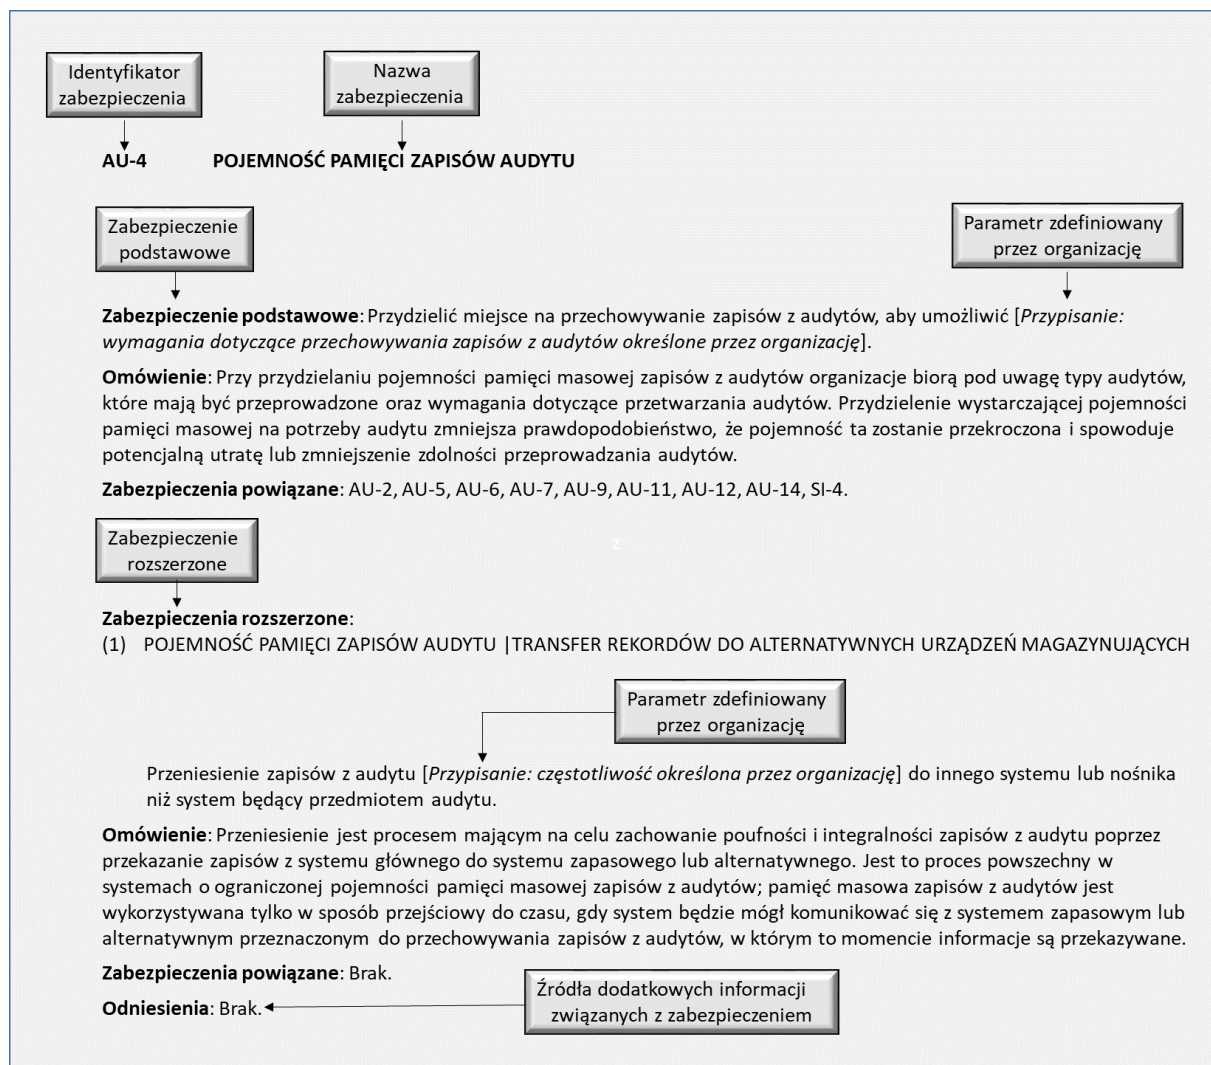 Identyfikator
zabezpieczenia
Nazwa
zabezpieczenia
AU-4 POJEMNOŚĆ PAMIĘCI ZAPISÓW AUDYTU
Zabezpieczenie
podstawowe
Parametr zdefiniowany
przez organizację
Zabezpieczenie podstawowe: Przydzielić miejsce na przechowywanie zapisów z audytów, aby umożliwić [Przypisanie:
wymagania dotyczące przechowywania zapisów z audytów określone przez organizację].
Omówienie: Przy przydzielaniu pojemności pamięci masowej zapisów z audytów organizacje biorą pod uwagę typy audytów,
które mają być przeprowadzone oraz wymagania dotyczące przetwarzania audytów. Przydzielenie wystarczającej pojemności
pamięci masowej na potrzeby audytu zmniejsza prawdopodobieństwo, że pojemność ta zostanie przekroczona i spowoduje
potencjalną utratę lub zmniejszenie zdolności przeprowadzania audytów.
Zabezpieczenia powiązane: AU-2, AU-5, AU-6, AU-7, AU-9, AU-11, AU-12, AU-14, SI-4.
Zabezpieczenie
rozszerzone
z
Zabezpieczenia rozszerzone:
(1) POJEMNOŚĆ PAMIĘCI ZAPISÓW AUDYTU |TRANSFER REKORDÓW DO ALTERNATYWNYCH URZĄDZEŃ MAGAZYNUJĄCYCH
Parametr zdefiniowany
przez organizację
Przeniesienie zapisów z audytu [Przypisanie: częstotliwość określona przez organizację] do innego systemu lub nośnika
niż system będący przedmiotem audytu.
Omówienie: Przeniesienie jest procesem mającym na celu zachowanie poufności i integralności zapisów z audytu poprzez
przekazanie zapisów z systemu głównego do systemu zapasowego lub alternatywnego. Jest to proces powszechny w
systemach o ograniczonej pojemności pamięci masowej zapisów z audytów; pamięć masowa zapisów z audytów jest
wykorzystywana tylko w sposób przejściowy do czasu, gdy system będzie mógł komunikować się z systemem zapasowym lub
alternatywnym przeznaczonym do przechowywania zapisów z audytów, w którym to momencie informacje są przekazywane.
Zabezpieczenia powiązane: Brak.
Odniesienia: Brak.
Źródła dodatkowych informacji
związanych z zabezpieczeniem